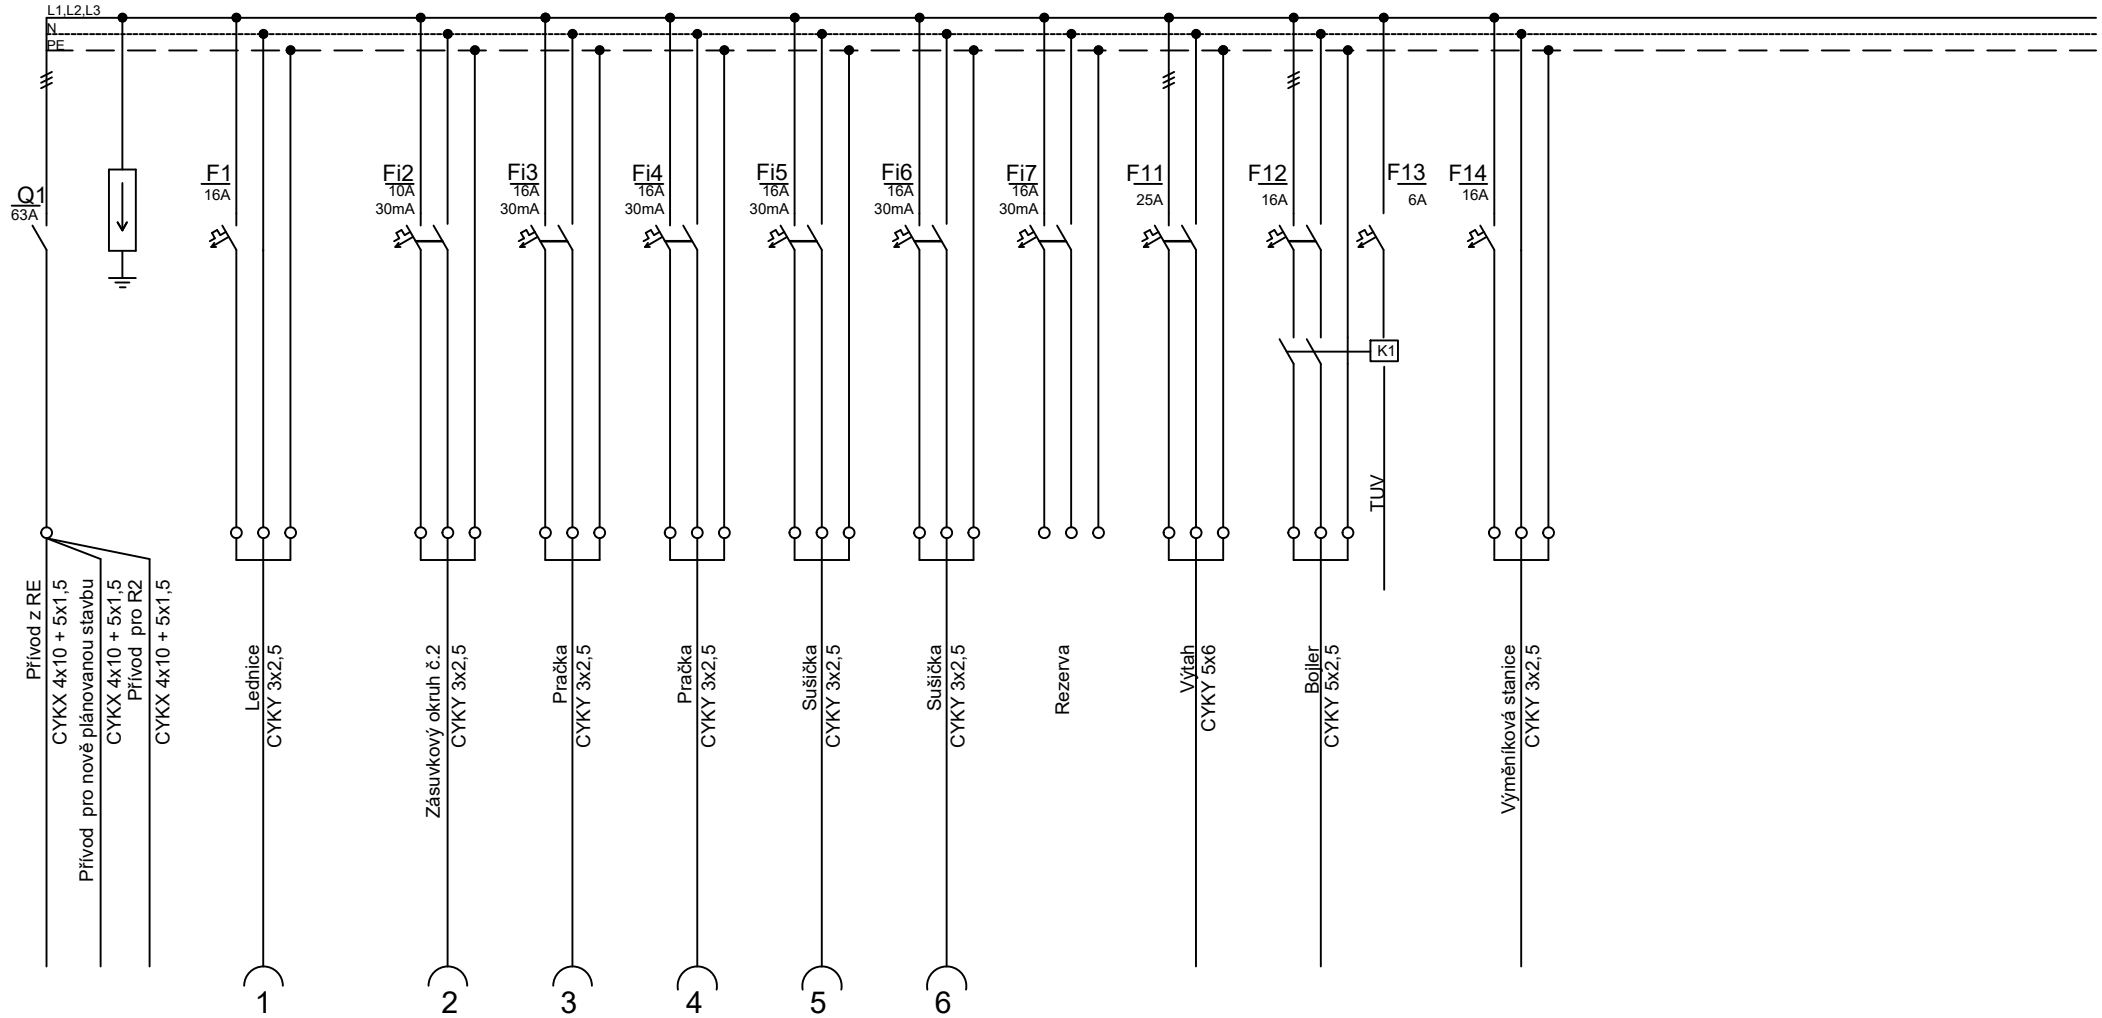 L1,L2,L3
N
PE
Q1
63A
F1
16A
Fi2
10A
30mA
Fi3
16A
30mA
Fi4
16A
30mA
Fi5
16A
30mA
Fi6
16A
30mA
Fi7
16A
30mA
F11
25A
F12
16A
F13
6A
F14
16A
K1
TUV
Přívod z RE
CYKX 4x10 + 5x1,5
Přívod pro nově plánovanou stavbu
CYKX 4x10 + 5x1,5
Přívod pro R2
CYKX 4x10 + 5x1,5
Lednice
CYKY 3x2,5
Zásuvkový okruh č.2
CYKY 3x2,5
Pračka
CYKY 3x2,5
Pračka
CYKY 3x2,5
Sušička
CYKY 3x2,5
Sušička
CYKY 3x2,5
Rezerva
Výtah
CYKY 5x6
Bojler
CYKY 5x2,5
Výměníková stanice
CYKY 3x2,5
1
2
3
4
5
6